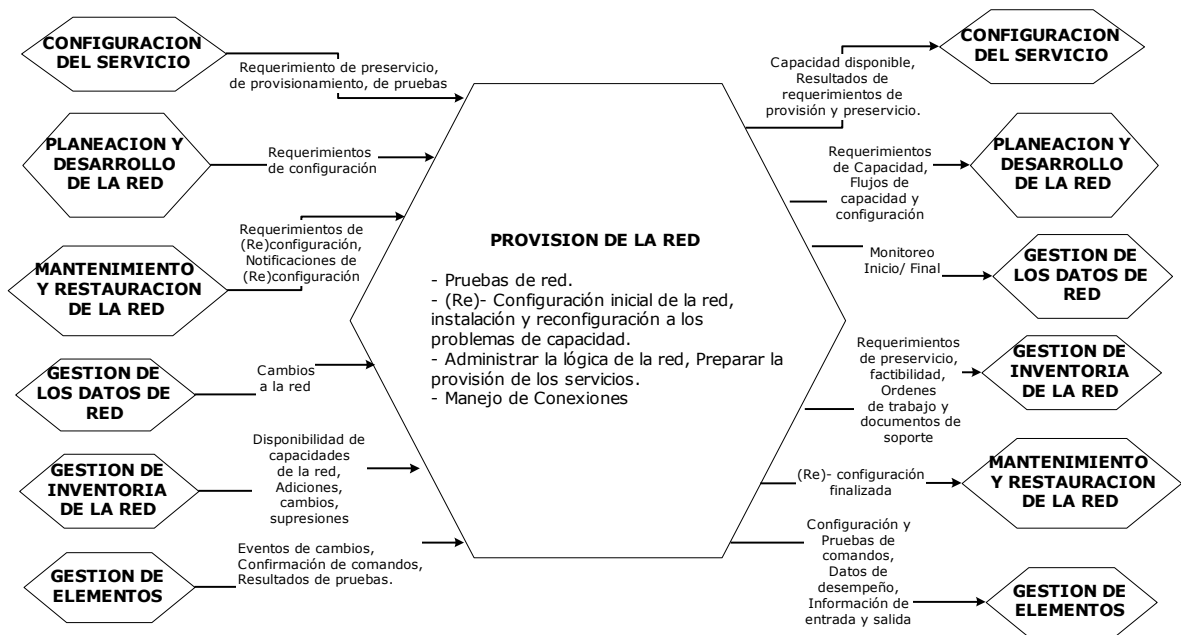 CONFIGURACION
DEL SERVICIO
Requerimiento de preservicio,
de provisionamiento, de pruebas
PLANEACION Y
DESARROLLO
DE LA RED
Requerimientos
de configuración
MANTENIMIENTO
Y RESTAURACION
DE LA RED
Requerimientos de
(Re)configuración,
Notificaciones de
(Re)configuración
GESTION DE
LOS DATOS DE
RED
Cambios
a la red
GESTION DE
INVENTORIA
DE LA RED
Disponibilidad de
capacidades
de la red,
Adiciones,
cambios,
supresiones
GESTION DE
ELEMENTOS
Eventos de cambios,
Confirmación de comandos,
Resultados de pruebas.
PROVISION DE LA RED
- Pruebas de red.
- (Re)- Configuración inicial de la red,
instalación y reconfiguración a los
problemas de capacidad.
- Administrar la lógica de la red, Preparar la
provisión de los servicios.
- Manejo de Conexiones
Capacidad disponible,
Resultados de
requerimientos de
provisión y preservicio.
CONFIGURACION
DEL SERVICIO
Requerimientos
de Capacidad,
Flujos de
capacidad y
configuración
PLANEACION Y
DESARROLLO
DE LA RED
Monitoreo
Inicio/ Final
GESTION DE
LOS DATOS DE
RED
Requerimientos
de preservicio,
factibilidad,
Ordenes
de trabajo y
documentos de
soporte
GESTION DE
INVENTORIA
DE LA RED
(Re)- configuración
finalizada
MANTENIMIENTO
Y RESTAURACION
DE LA RED
Configuración y
Pruebas de
comandos,
Datos de
desempeño,
Información de
entrada y salida
GESTION DE
ELEMENTOS